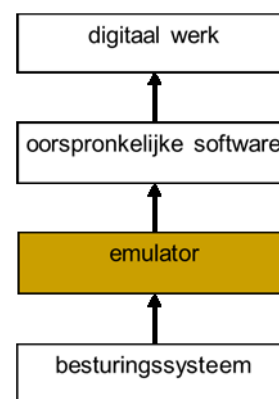 digitaal werk
oorspronkelijke software
emulator
besturingssysteem